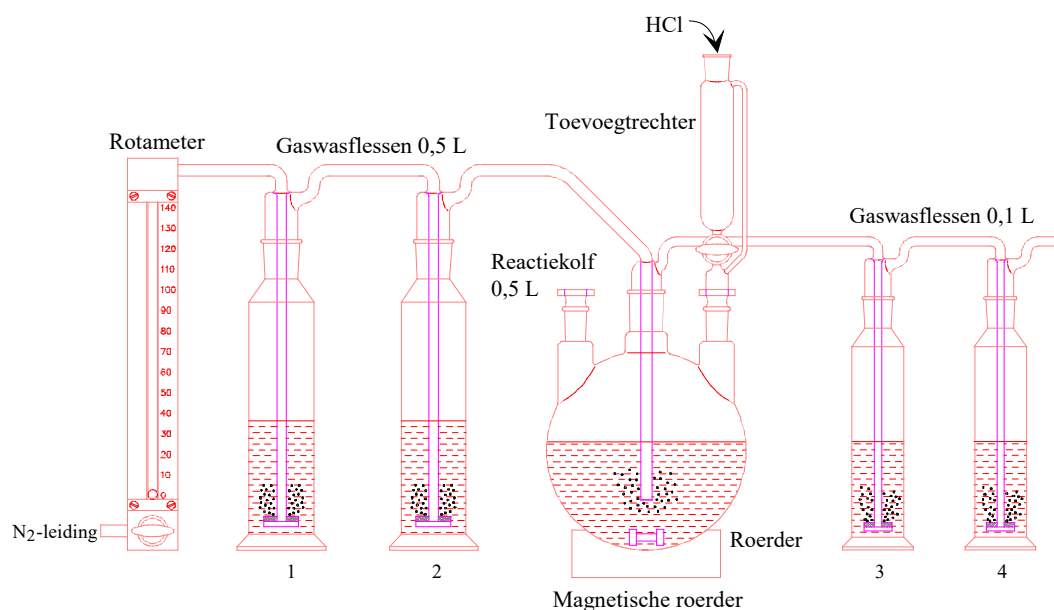 HCl
Toevoegtrechter
Rotameter
Gaswasflessen 0,5 L
Gaswasflessen 0,1 L
140
130
120
110
100
90
80
70
60
50
40
30
20
10
0
Reactiekolf
0,5 L
N2-leiding
Roerder
1
2
3
4
Magnetische roerder